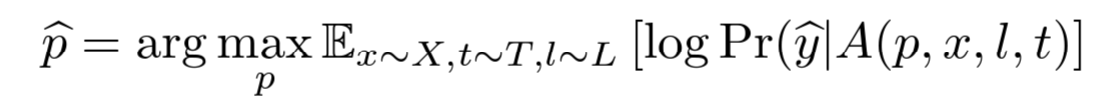 p̂ = arg max_p 𝔼_{x∼X,t∼T,l∼L} [log Pr(ŷ|A(p, x, l, t)]